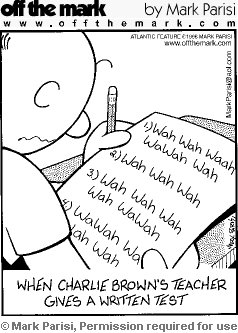 off the mark by Mark Parisi
www.offthemark.com
ATLANTIC FEATURE ©1996 MARK PARISI
www.offthemark.com
MarkParisi@aol.com
1) Wah Wah Waah
WaWah Wah
2) Wah Wah Wah
3) Wah Wah Wah
Wah WaWah
4) WaWah Wah
Wah Wah
WHEN CHARLIE BROWN'S TEACHER
GIVES A WRITTEN TEST
© Mark Parisi, Permission required for use.